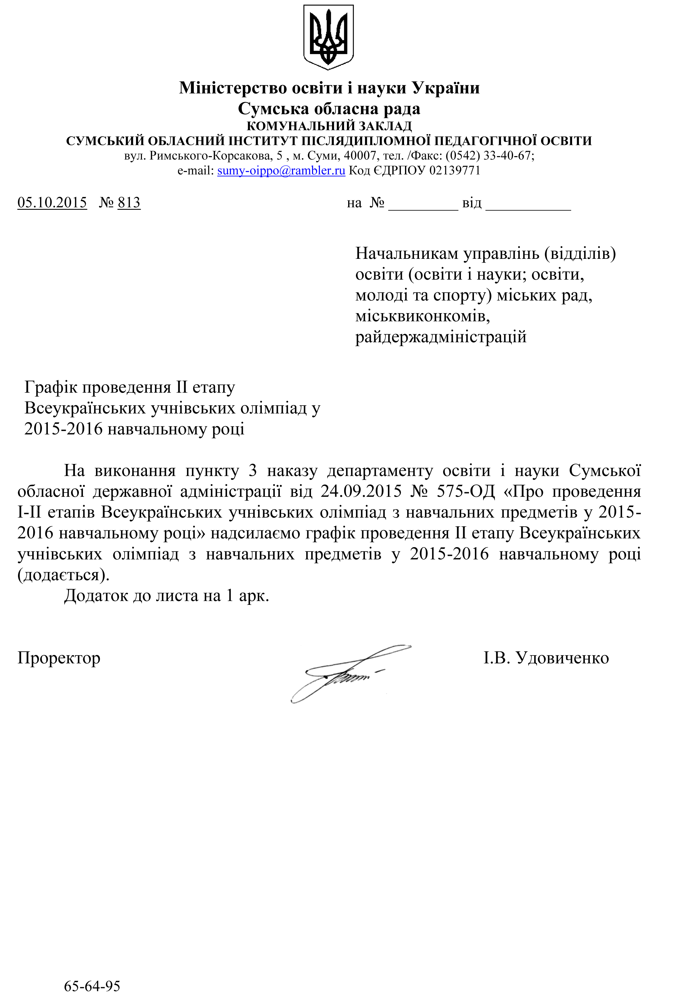 Міністерство освіти і науки України
Сумська обласна рада
КОМУНАЛЬНИЙ ЗАКЛАД
СУМСЬКИЙ ОБЛАСНИЙ ІНСТИТУТ ПІСЛЯДИПЛОМНОЇ ПЕДАГОГІЧНОЇ ОСВІТИ
вул. Римського-Корсакова, 5 , м. Суми, 40007, тел. /Факс: (0542) 33-40-67;
e-mail: sumy-oippo@rambler.ru Код ЄДРПОУ 02139771
05.10.2015 № 813 на № _________ від ___________
Начальникам управлінь (відділів)
освіти (освіти і науки; освіти,
молоді та спорту) міських рад,
міськвиконкомів,
райдержадміністрацій
Графік проведення ІІ етапу
Всеукраїнських учнівських олімпіад у
2015-2016 навчальному році
На виконання пункту 3 наказу департаменту освіти і науки Сумської
обласної державної адміністрації від 24.09.2015 № 575-ОД «Про проведення
І-ІІ етапів Всеукраїнських учнівських олімпіад з навчальних предметів у 2015-
2016 навчальному році» надсилаємо графік проведення ІІ етапу Всеукраїнських
учнівських олімпіад з навчальних предметів у 2015-2016 навчальному році
(додається).
Додаток до листа на 1 арк.
Проректор І.В. Удовиченко
65-64-95